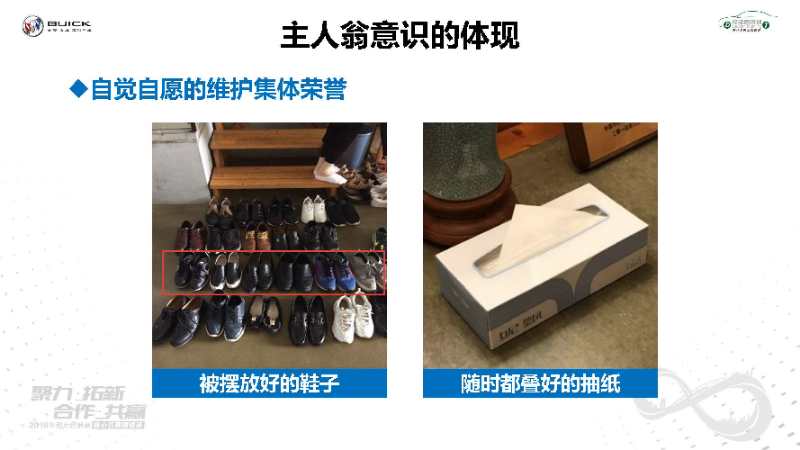 BUICK
主人翁意识的体现
◆自觉自愿的维护集体荣誉
被摆放好的鞋子
随时都叠好的抽纸
聚力 拓新
合作 共赢